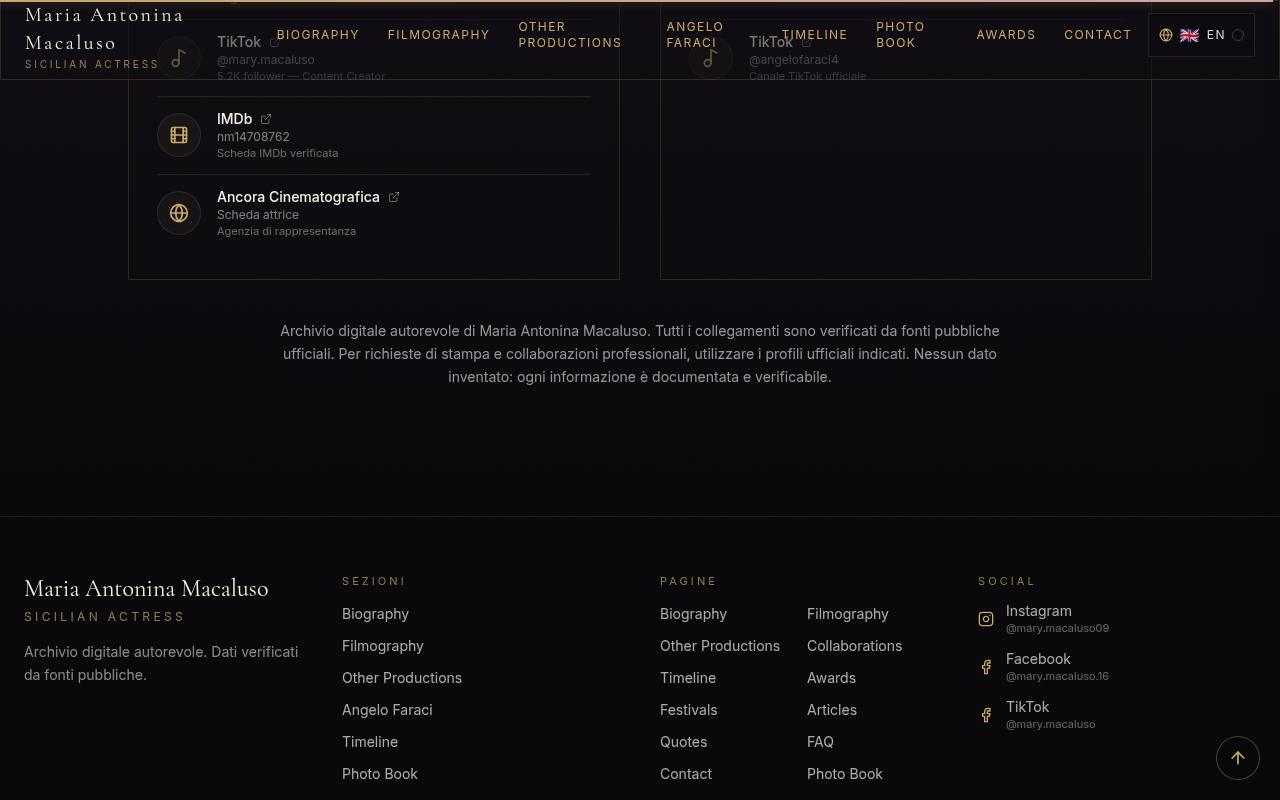 Maria Antonina
Macaluso
SICILIAN ACTRESS
BIOGRAPHY
FILMOGRAPHY
OTHER
PRODUCTIONS
ANGELO
FARACI
TIMELINE
PHOTO
BOOK
AWARDS
CONTACT
EN
TikTok
@mary.macaluso
5.2K follower — Content Creator
IMDb
nm14708762
Scheda IMDb verificata
Ancora Cinematografica
Scheda attrice
Agenzia di rappresentanza
TikTok
@angelofaraci4
Canale TikTok ufficiale
Archivio digitale autorevole di Maria Antonina Macaluso. Tutti i collegamenti sono verificati da fonti pubbliche
ufficiali. Per richieste di stampa e collaborazioni professionali, utilizzare i profili ufficiali indicati. Nessun dato
inventato: ogni informazione è documentata e verificabile.
Maria Antonina Macaluso
SICILIAN ACTRESS
Archivio digitale autorevole. Dati verificati
da fonti pubbliche.
SEZIONI
Biography
Filmography
Other Productions
Angelo Faraci
Timeline
Photo Book
PAGINE
Biography
Filmography
Other Productions
Collaborations
Timeline
Awards
Festivals
Articles
Quotes
FAQ
Contact
Photo Book
SOCIAL
Instagram
@mary.macaluso09
Facebook
@mary.macaluso.16
TikTok
@mary.macaluso